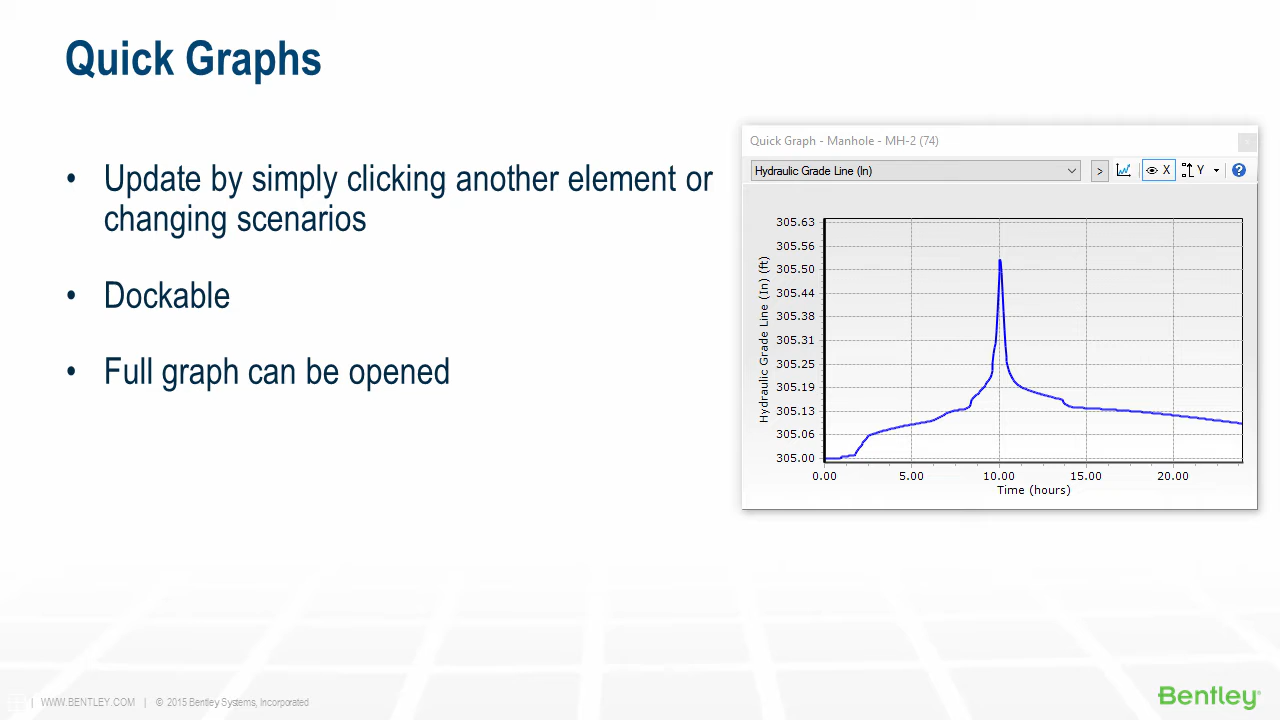 Quick Graphs
• Update by simply clicking another element or
changing scenarios
• Dockable
• Full graph can be opened
Quick Graph - Manhole - MH-2 (74)
Hydraulic Grade Line (In)
> X Y ?
Hydraulic Grade Line (In) (ft)
305.63
305.56
305.50
305.44
305.38
305.31
305.25
305.19
305.13
305.06
305.00
0.00 5.00 10.00 15.00 20.00
Time (hours)
| WWW.BENTLEY.COM | © 2015 Bentley Systems, Incorporated
Bentley